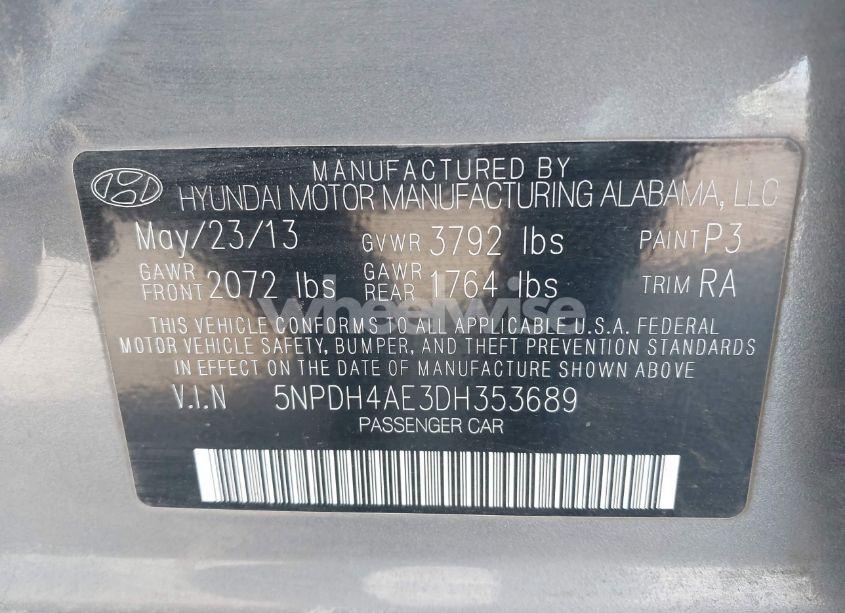 MANUFACTURED BY
HYUNDAI MOTOR MANUFACTURING ALABAMA, LLC
May/23/13 GVWR 3792 lbs PAINT P3
GAWR FRONT 2072 lbs GAWR REAR 1764 lbs TRIM RA
wheelwise
THIS VEHICLE CONFORMS TO ALL APPLICABLE U.S.A. FEDERAL
MOTOR VEHICLE SAFETY, BUMPER, AND THEFT PREVENTION STANDARDS
IN EFFECT ON THE DATE OF MANUFACTURE SHOWN ABOVE
V.I.N 5NPDH4AE3DH353689
PASSENGER CAR